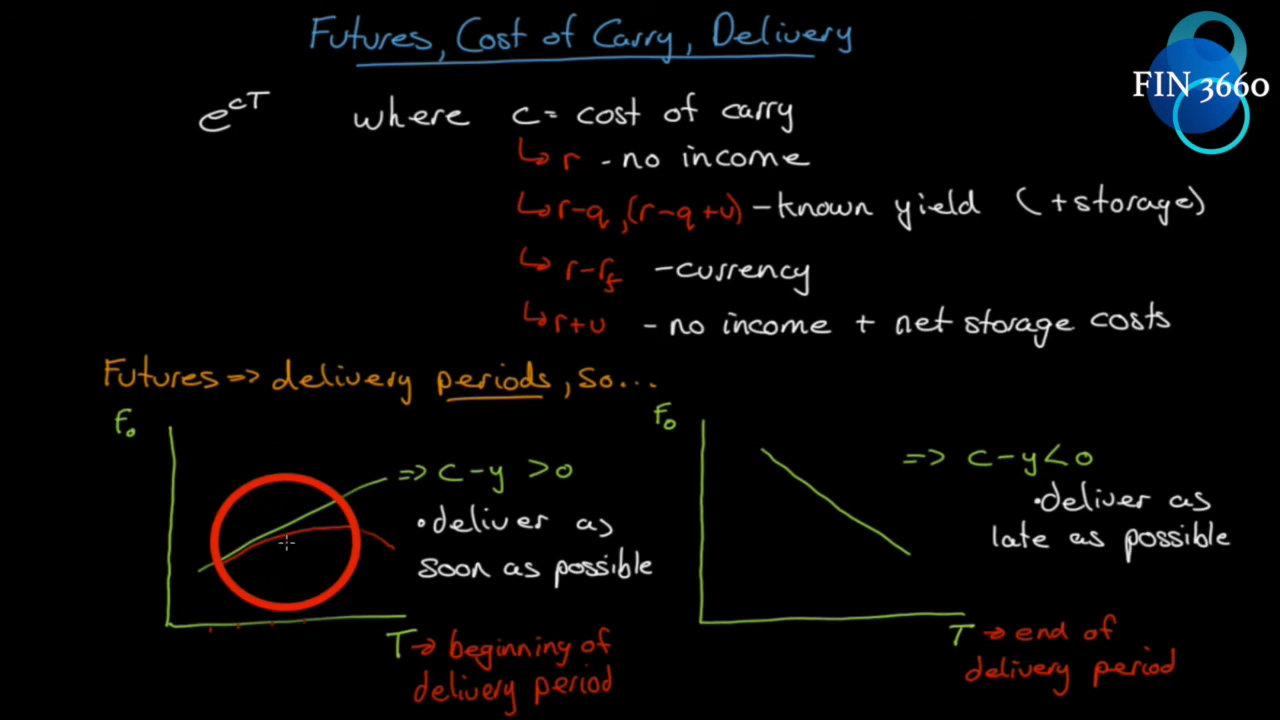 Futures, Cost of Carry, Delivery
FIN 3660
e^cT where c = cost of carry
↳ r - no income
↳ r-q, (r-q+u) - known yield (+storage)
↳ r-rf - currency
↳ r+u - no income + net storage costs
Futures => delivery periods, so...
F₀
=> c-y >0
•deliver as
soon as possible
T → beginning of
delivery period
F₀
=> c-y<0
•deliver as
late as possible
T → end of
delivery period